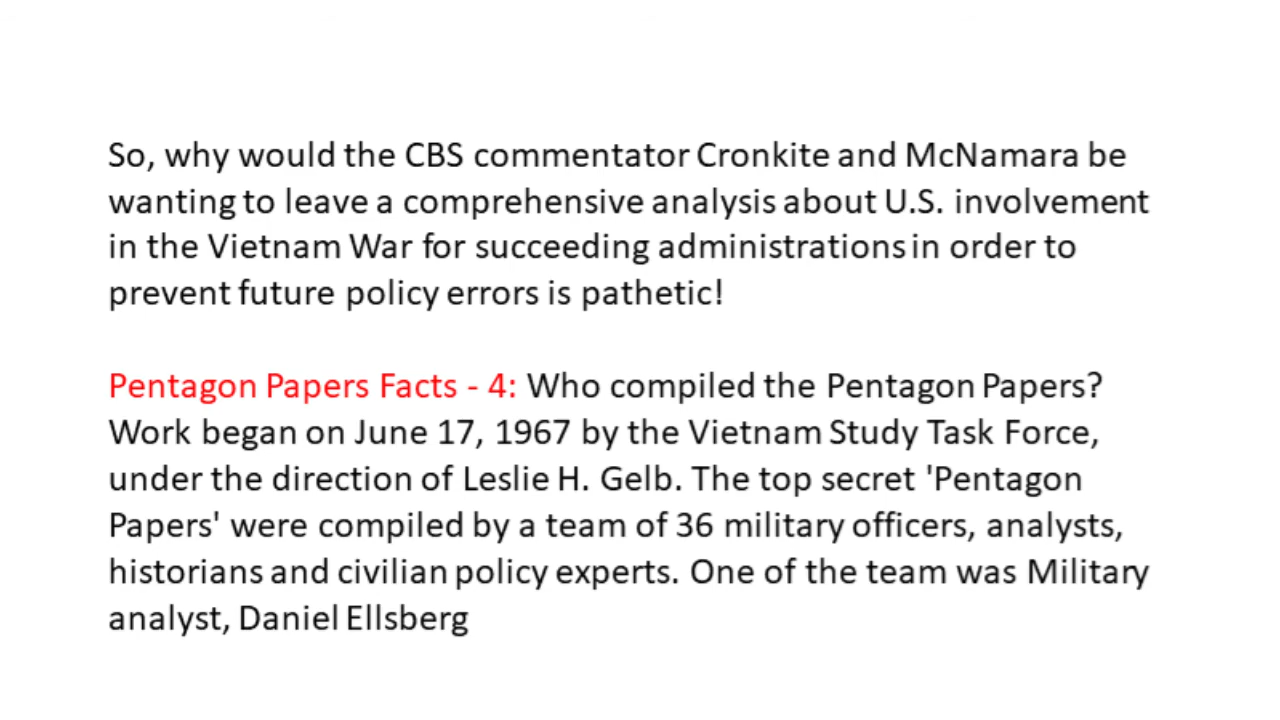 So, why would the CBS commentator Cronkite and McNamara be
wanting to leave a comprehensive analysis about U.S. involvement
in the Vietnam War for succeeding administrations in order to
prevent future policy errors is pathetic!
Pentagon Papers Facts - 4: Who compiled the Pentagon Papers?
Work began on June 17, 1967 by the Vietnam Study Task Force,
under the direction of Leslie H. Gelb. The top secret 'Pentagon
Papers' were compiled by a team of 36 military officers, analysts,
historians and civilian policy experts. One of the team was Military
analyst, Daniel Ellsberg